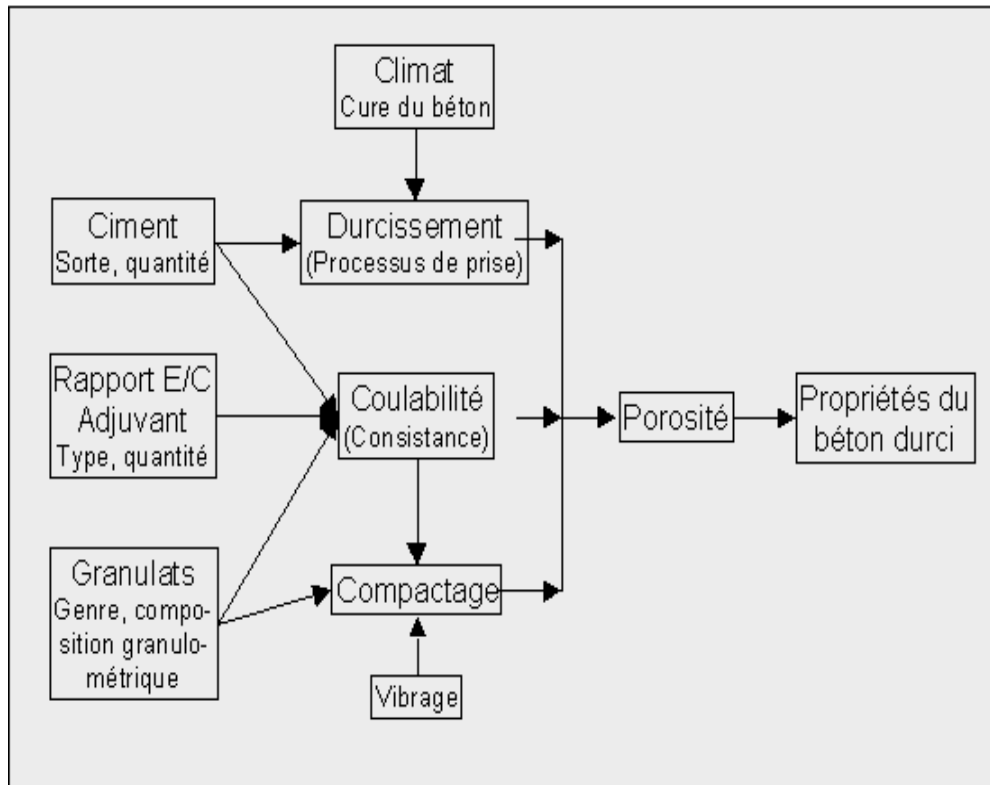 Climat
Cure du béton
Ciment
Sorte, quantité
Durcissement
(Processus de prise)
Rapport E/C
Adjuvant
Type, quantité
Coulabilité
(Consistance)
Porosité
Propriétés du
béton durci
Granulats
Genre, compo-
sition granulo-
métrique
Compactage
Vibrage